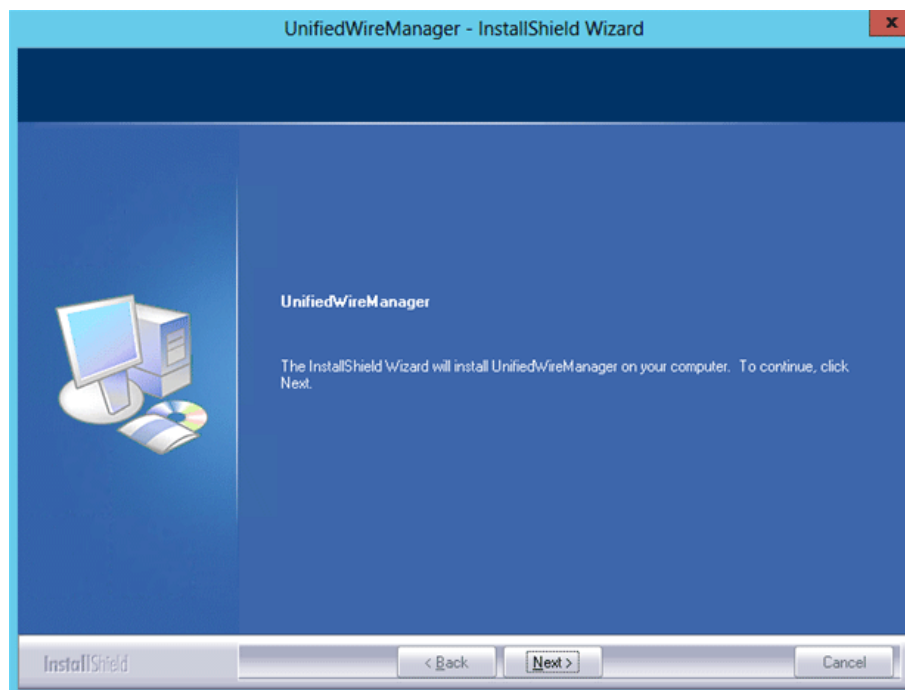 UnifiedWireManager - InstallShield Wizard
x
UnifiedWireManager
The InstallShield Wizard will install UnifiedWireManager on your computer. To continue, click
Next.
InstallShield
< Back
Next >
Cancel